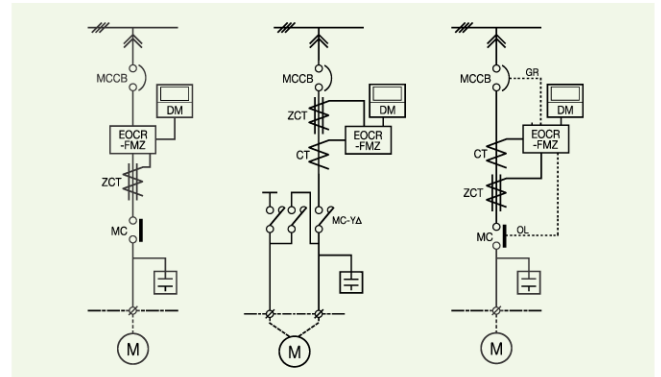 MCCB
DM
EOCR
-FMZ
ZCT
MC
M
MCCB
ZCT
DM
EOCR
-FMZ
CT
MC-YΔ
M
MCCB
GR
DM
EOCR
-FMZ
CT
ZCT
MC
OL
M